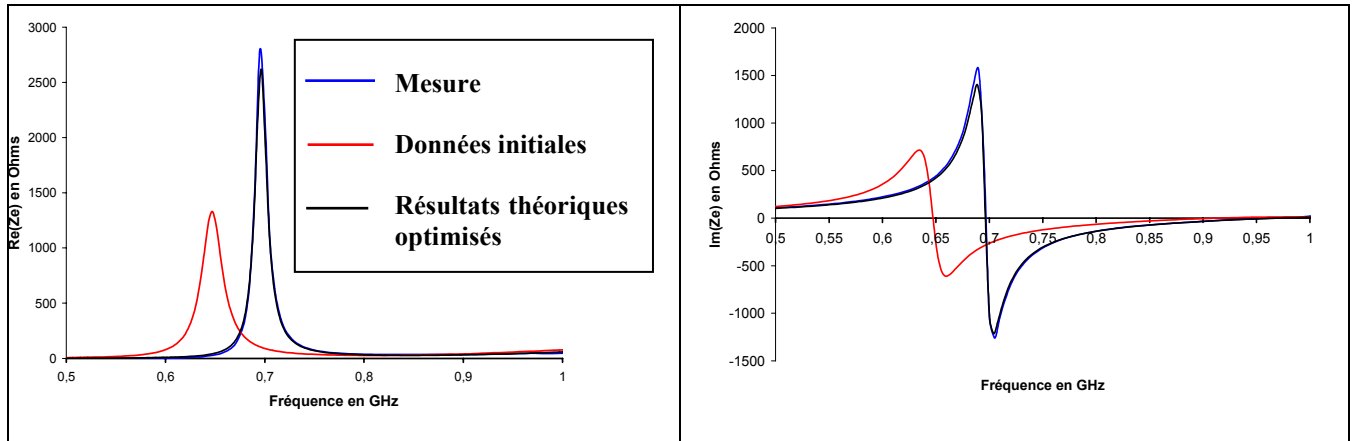 3000
2500
2000
1500
1000
500
0
Re(Ze) en Ohms
0,5 0,6 0,7 0,8 0,9 1
Fréquence en GHz
Mesure
Données initiales
Résultats théoriques
optimisés
2000
1500
1000
500
0
-500
-1000
-1500
Im(Ze) en Ohms
0,5 0,55 0,6 0,65 0,7 0,75 0,8 0,85 0,9 0,95 1
Fréquence en GHz